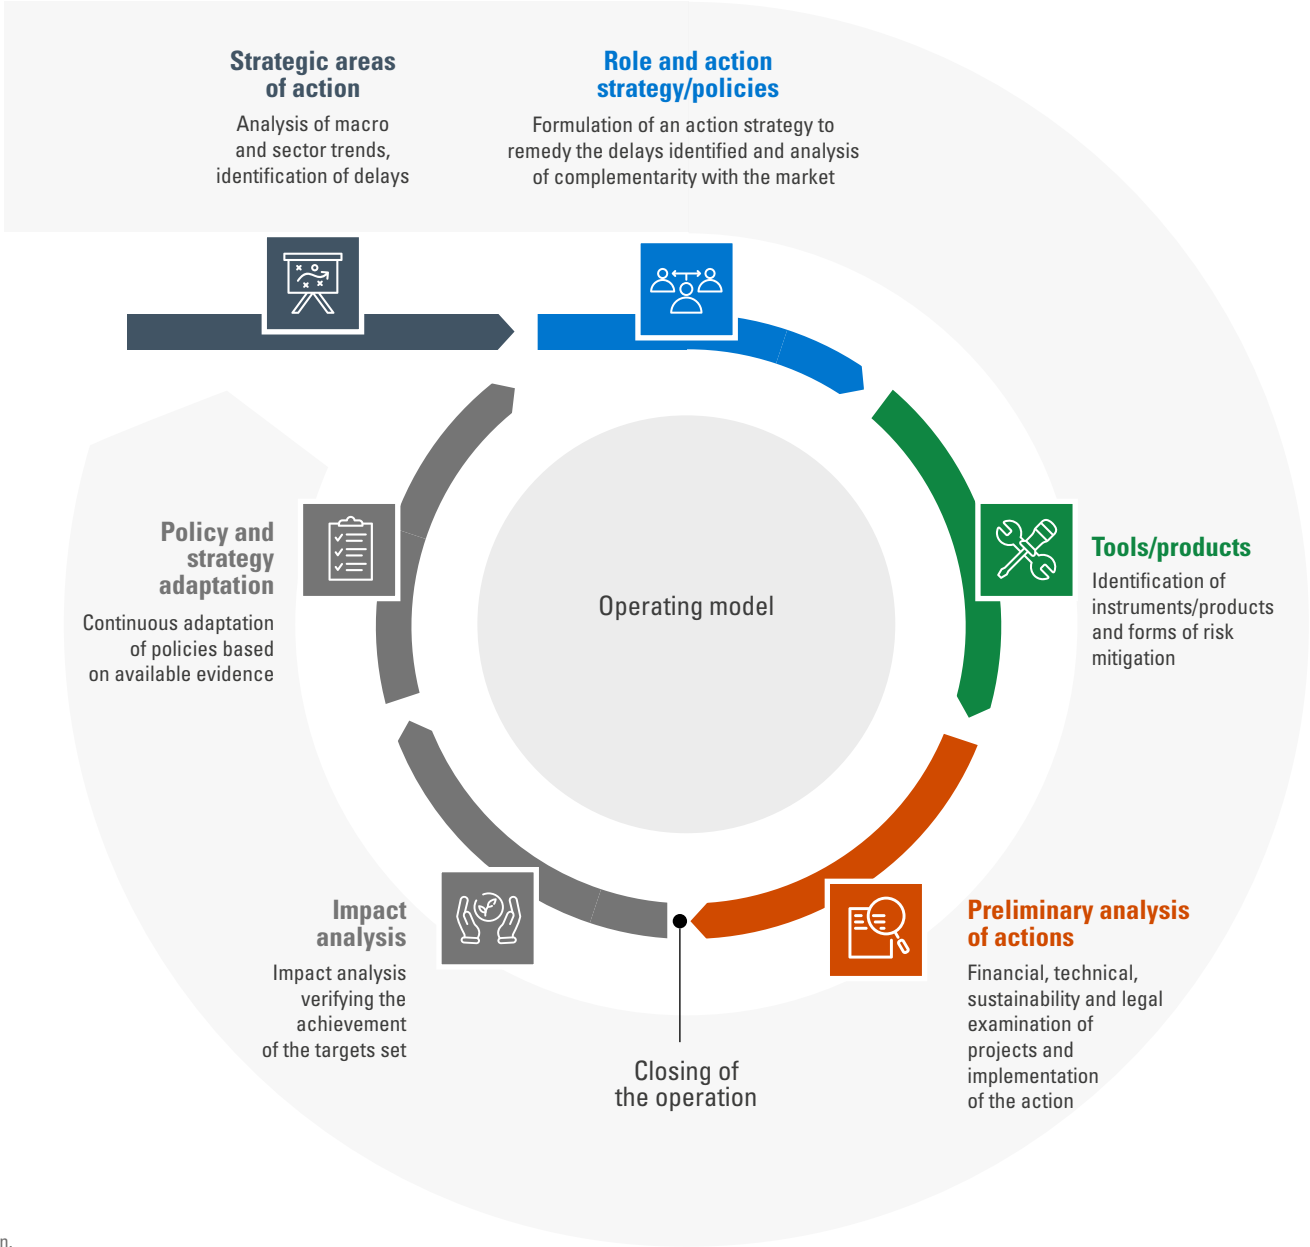 Strategic areas
of action
Analysis of macro
and sector trends,
identification of delays
Role and action
strategy/policies
Formulation of an action strategy to
remedy the delays identified and analysis
of complementarity with the market
Tools/products
Identification of
instruments/products
and forms of risk
mitigation
Operating model
Policy and
strategy
adaptation
Continuous adaptation
of policies based
on available evidence
Preliminary analysis
of actions
Financial, technical,
sustainability and legal
examination of
projects and
implementation
of the action
Impact
analysis
Impact analysis
verifying the
achievement
of the targets set
Closing of
the operation
n.